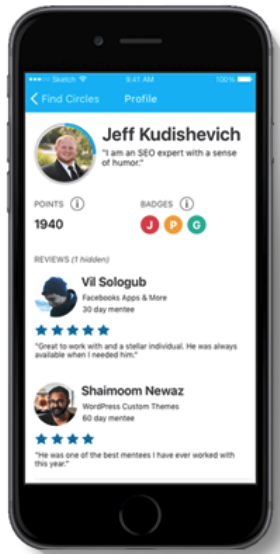 Sketch 9:41 AM 100%
Find Circles Profile
Jeff Kudishevich
"I am an SEO expert with a sense
of humor."
POINTS i BADGES i
1940 J P G
REVIEWS (1 hidden)
Vil Sologub
Facebooks Apps & More
30 day mentee
"Great to work with and a stellar individual. He was always
available when I needed him."
Shaimoom Newaz
WordPress Custom Themes
60 day mentee
"He was one of the best mentees I have ever worked with
this year."